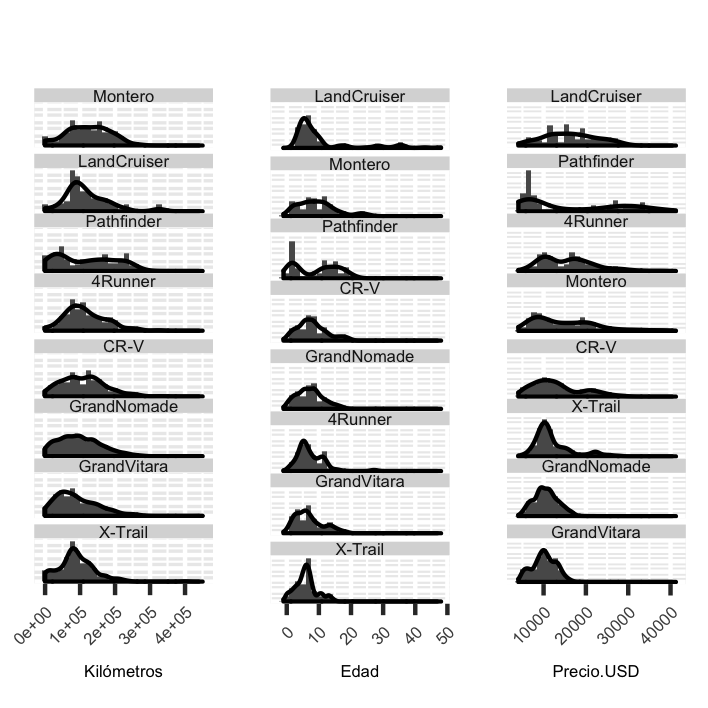 Montero
LandCruiser
Pathfinder
4Runner
CR-V
GrandNomade
GrandVitara
X-Trail
0e+00
1e+05
2e+05
3e+05
4e+05
Kilómetros
LandCruiser
Montero
Pathfinder
CR-V
GrandNomade
4Runner
GrandVitara
X-Trail
0
10
20
30
40
50
Edad
LandCruiser
Pathfinder
4Runner
Montero
CR-V
X-Trail
GrandNomade
GrandVitara
10000
20000
30000
40000
Precio.USD